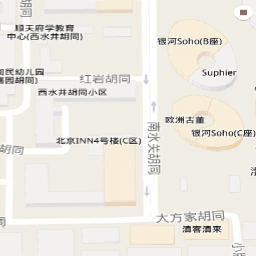 顺天府学教育
中心(西水井胡同)
银河Soho(B座)
Suphier
民幼儿园
园胡同)
红岩胡同
西水井胡同小区
欧洲古董
银河Soho(C座)
北京INN4号楼(C区)
胡同
南水关胡同
大方家胡同
清客清来
小